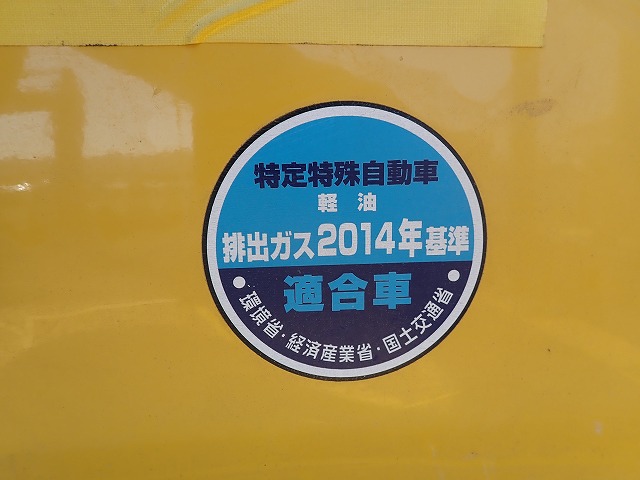 特定特殊自動車
軽油
排出ガス2014年基準
適合車
・環境省・経済産業省・国土交通省・